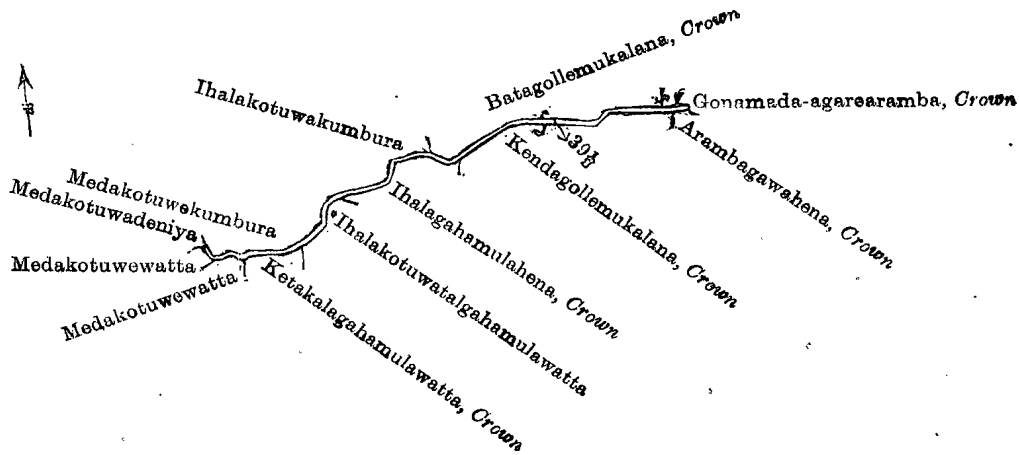 Batagollemukalana, Crown
Ihalakotuwakumbura
Gonamada-agarearamba, Crown
Arambagawahena, Crown
Kendagollemukalana, Crown
Medakotuwekumbura
Medakotuwadeniya
Ihalagahamulahena, Crown
Ihalakotuwatalgahamulawatta
Medakotuwewatta
Medakotuwewatta
Ketakalagahamulawatta, Crown